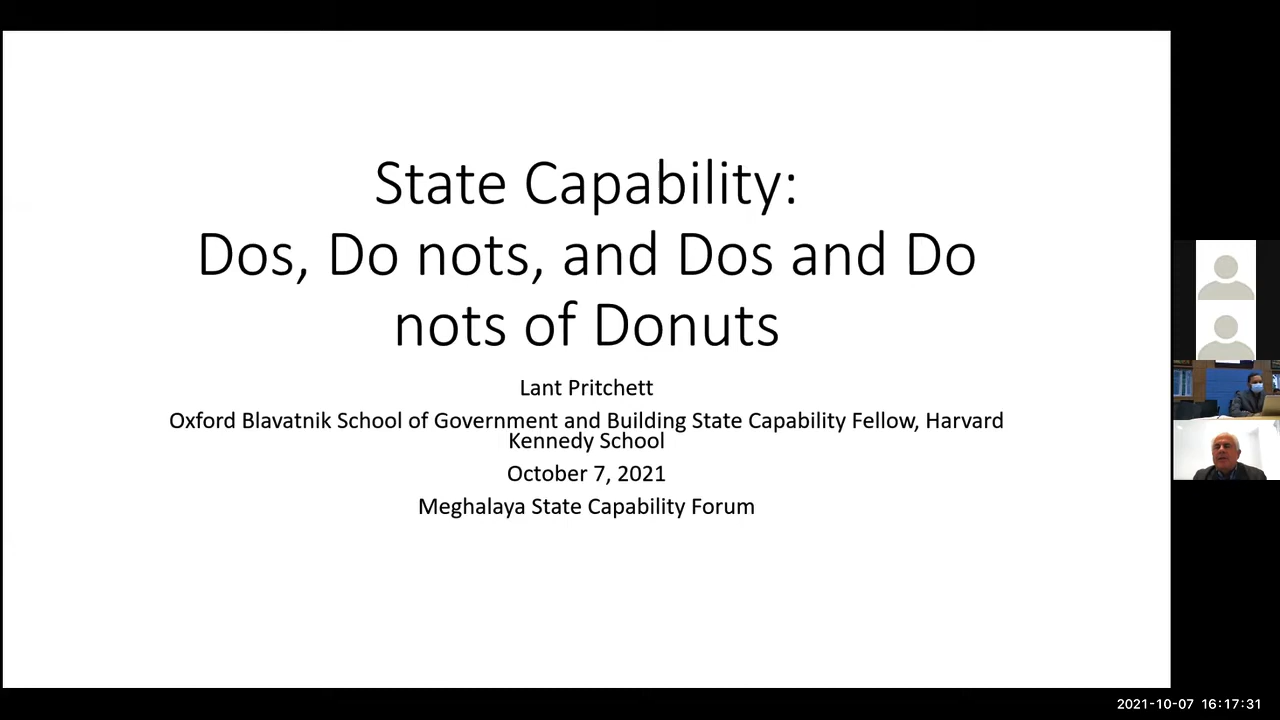 State Capability:
Dos, Do nots, and Dos and Do
nots of Donuts
Lant Pritchett
Oxford Blavatnik School of Government and Building State Capability Fellow, Harvard
Kennedy School
October 7, 2021
Meghalaya State Capability Forum
2021-10-07 16:17:31